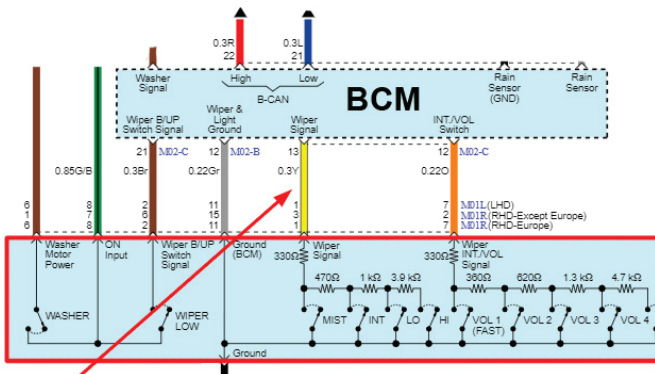 0.3R
0.3L
22
21
Washer
Signal
High
Low
B-CAN
BCM
Rain
Sensor
(GND)
Rain
Sensor
Wiper B/UP
Switch Signal
Wiper &
Light
Ground
Wiper
Signal
INT./VOL
Switch
21
M02-C
12
M02-B
13
12
M02-C
0.85G/B
0.3Br
0.22Gr
0.3Y
0.22O
6 8 2 11 1 7 M01L(LHD)
1 7 6 15 3 2 M01R(RHD-Except Europe)
6 8 2 11 1 7 M01R(RHD-Europe)
Washer
Motor
Power
ON
Input
Wiper B/UP
Switch
Signal
Ground
(BCM)
Wiper
Signal
Wiper
INT/VOL
Signal
330Ω
330Ω
470Ω
1 kΩ
3.9 kΩ
360Ω
620Ω
1.3 kΩ
4.7 kΩ
WASHER
WIPER
LOW
MIST
INT
LO
HI
VOL 1
(FAST)
VOL 2
VOL 3
VOL 4
Ground